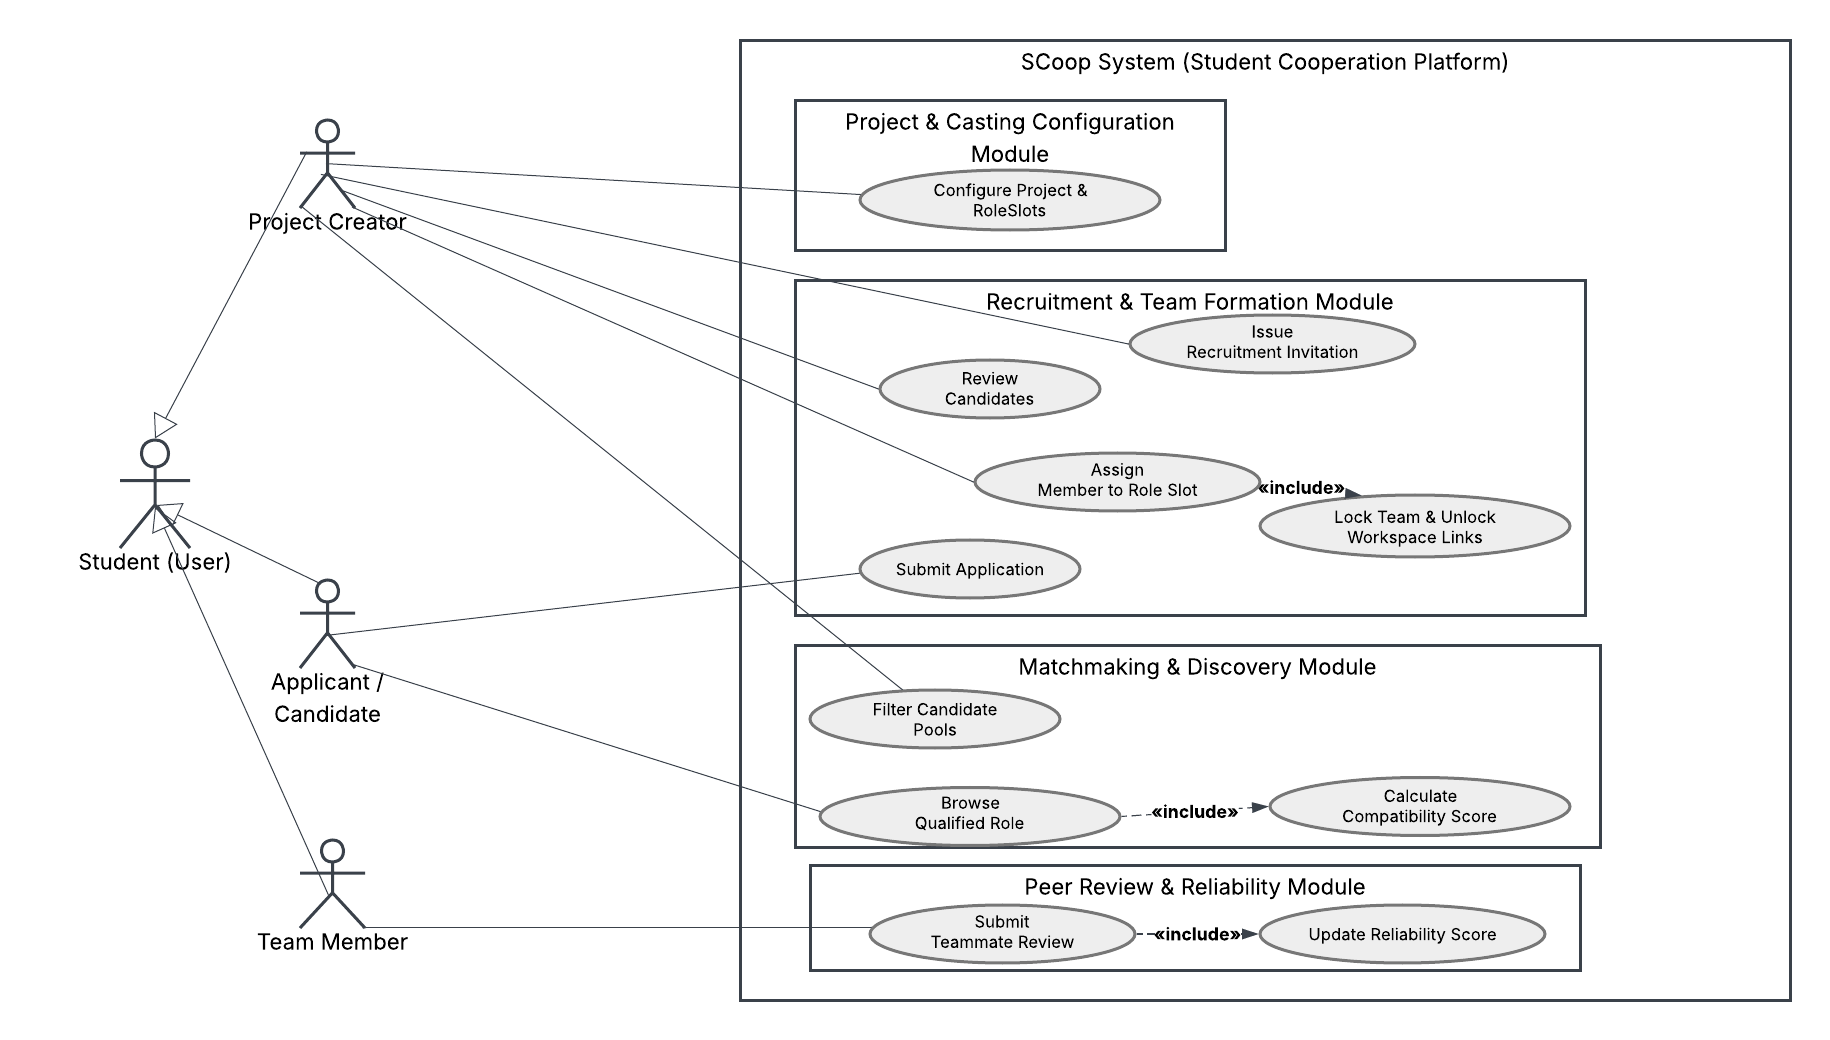 SCoop System (Student Cooperation Platform)
Project & Casting Configuration
Module
Configure Project &
RoleSlots
Project Creator
Recruitment & Team Formation Module
Issue
Recruitment Invitation
Review
Candidates
Assign
Member to Role Slot
«include»
Lock Team & Unlock
Workspace Links
Student (User)
Submit Application
Applicant /
Candidate
Matchmaking & Discovery Module
Filter Candidate
Pools
Browse
Qualified Role
«include»
Calculate
Compatibility Score
Peer Review & Reliability Module
Team Member
Submit
Teammate Review
«include»
Update Reliability Score